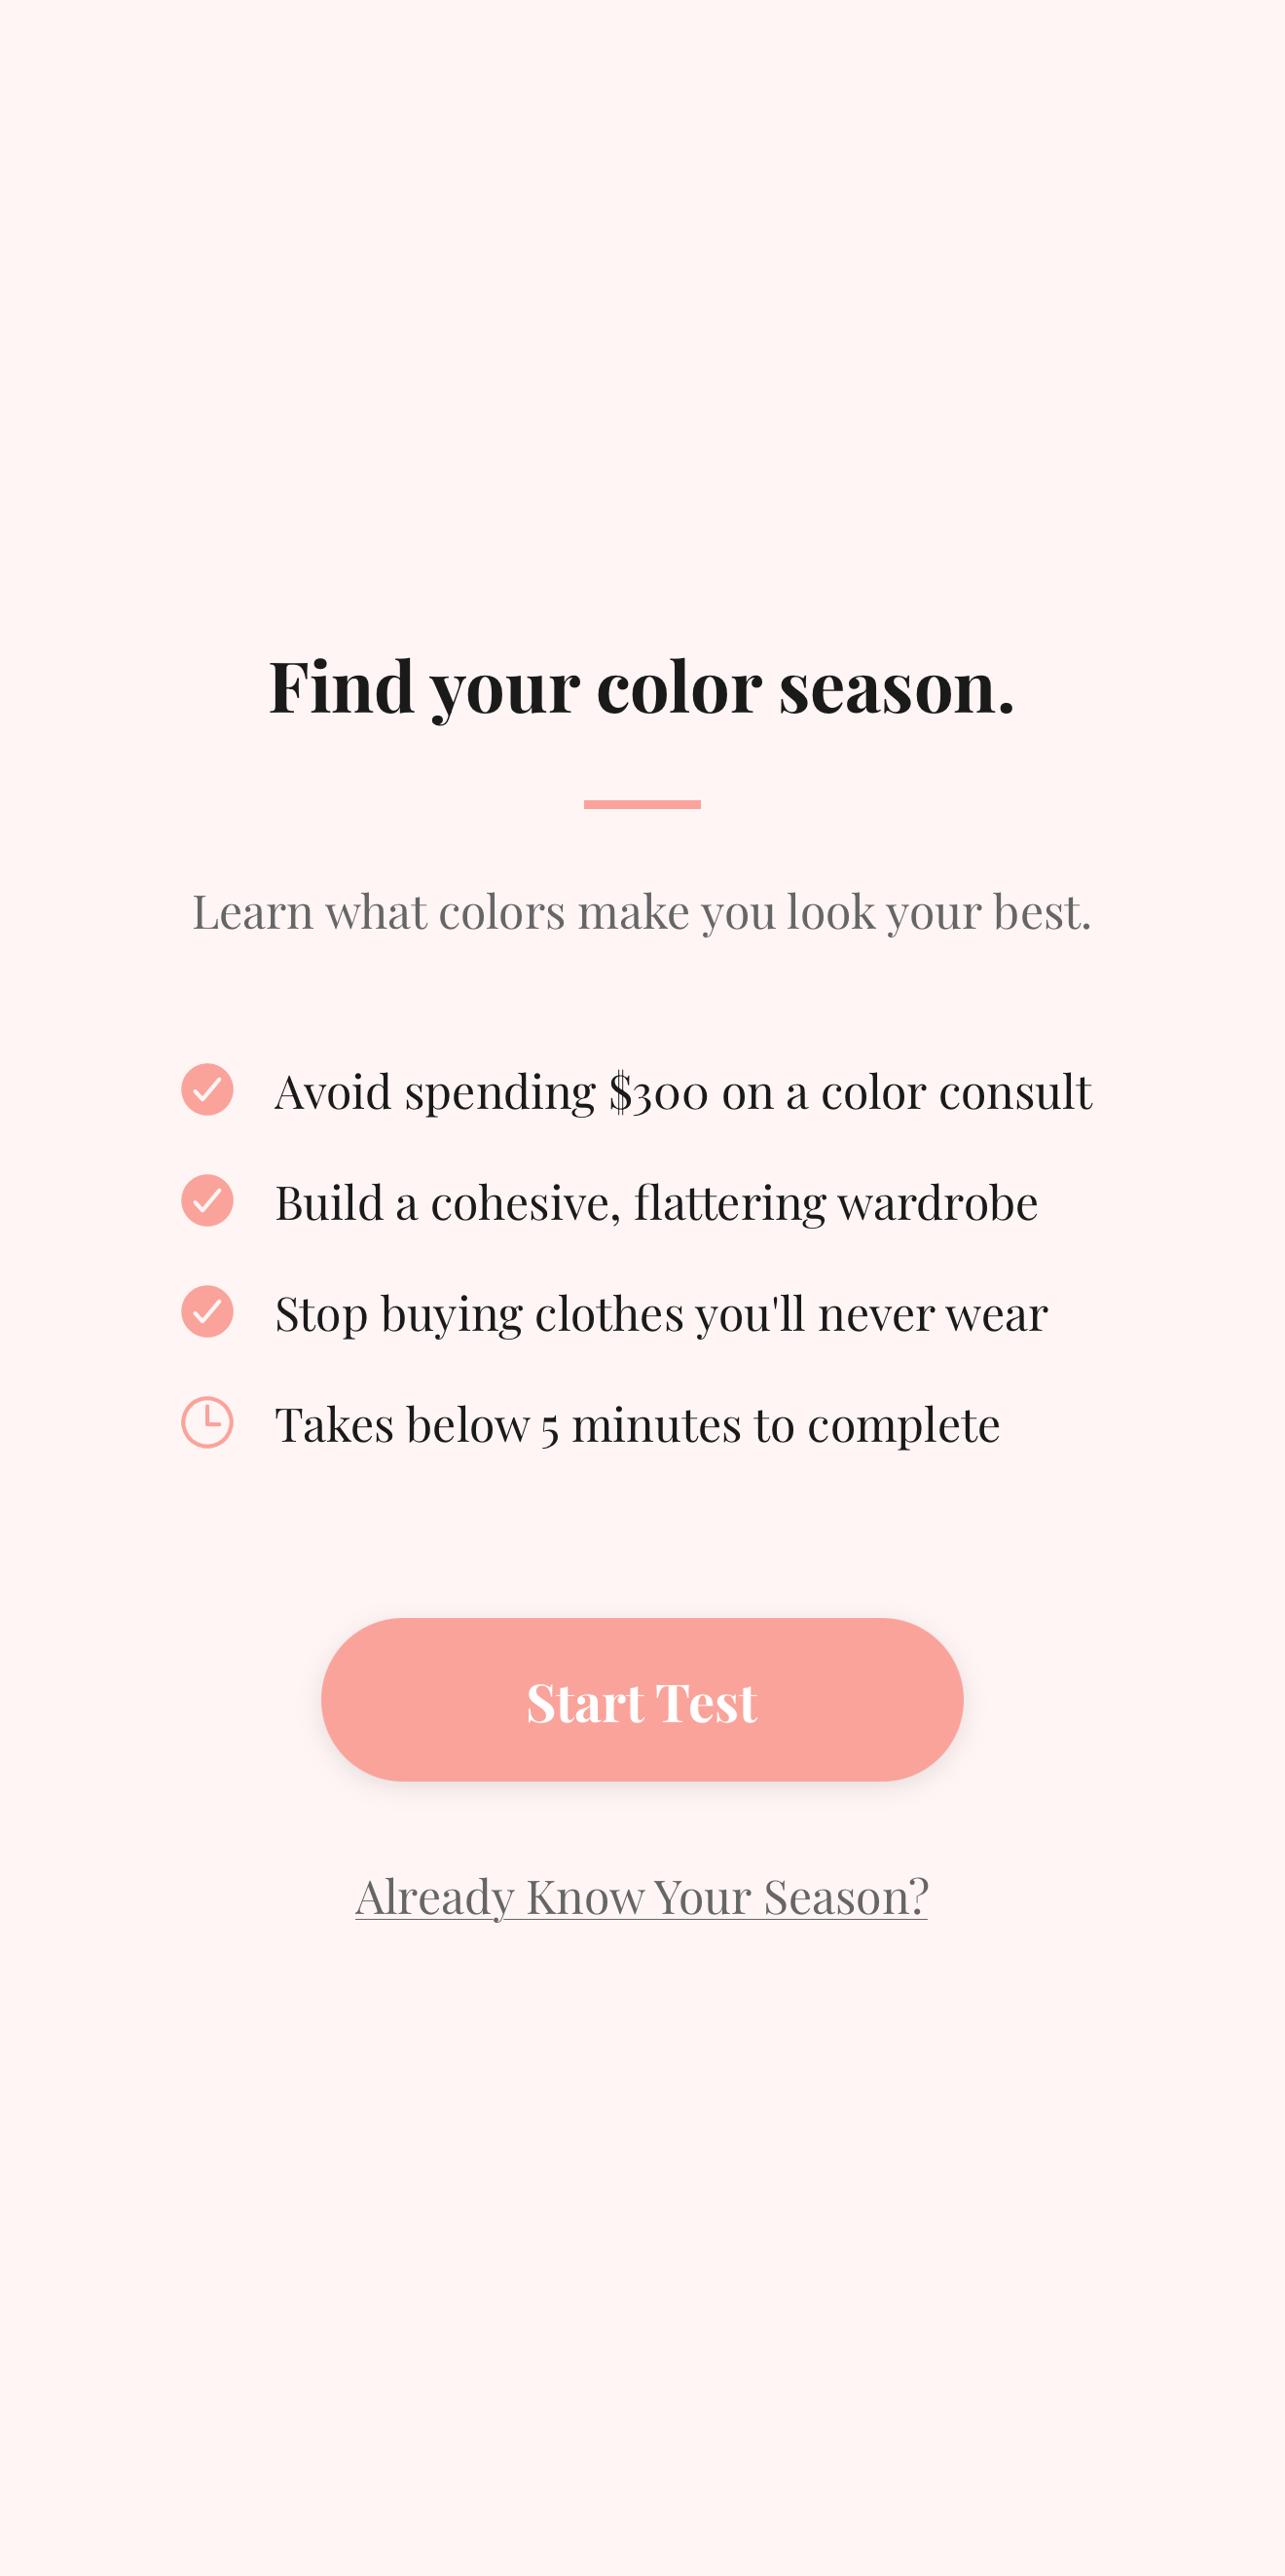 Find your color season.
Learn what colors make you look your best.
Avoid spending $300 on a color consult
Build a cohesive, flattering wardrobe
Stop buying clothes you'll never wear
Takes below 5 minutes to complete
Start Test
Already Know Your Season?